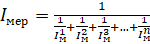 I_мер = 1 / (1/I_м^1 + 1/I_м^2 + 1/I_м^3 + ... + 1/I_м^n)